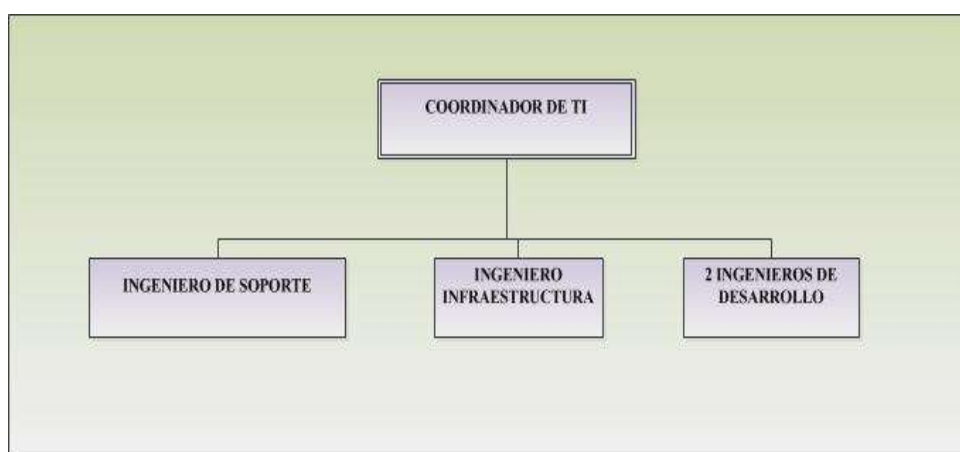 COORDINADOR DE TI
INGENIERO DE SOPORTE
INGENIERO
INFRAESTRUCTURA
2 INGENIEROS DE
DESARROLLO